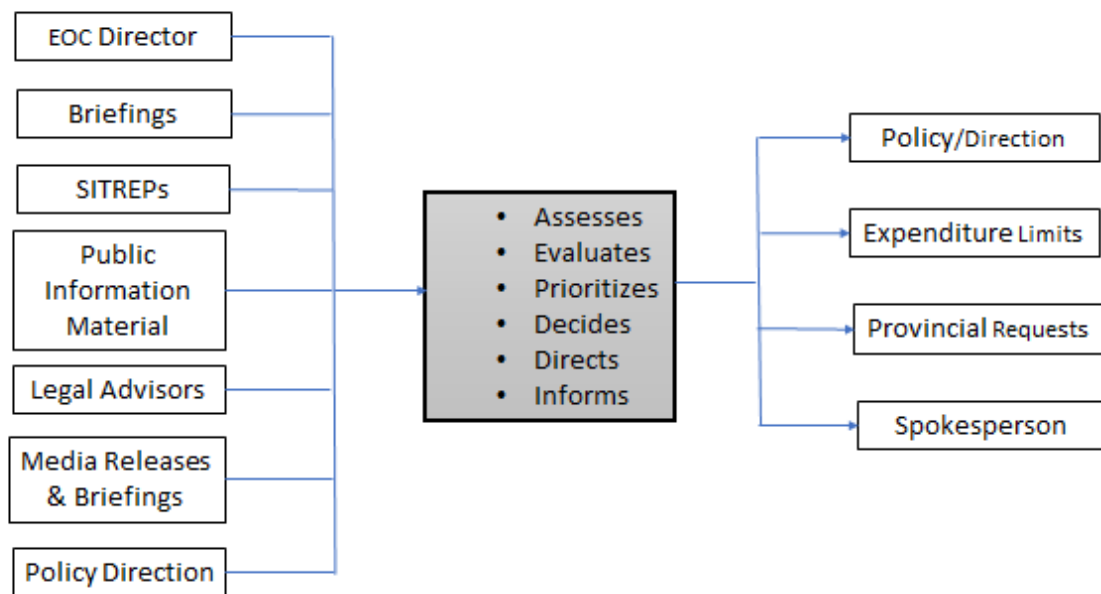 EOC Director
Briefings
SITREPs
Public
Information
Material
Legal Advisors
Media Releases
& Briefings
Policy Direction
• Assesses
• Evaluates
• Prioritizes
• Decides
• Directs
• Informs
Policy/Direction
Expenditure Limits
Provincial Requests
Spokesperson